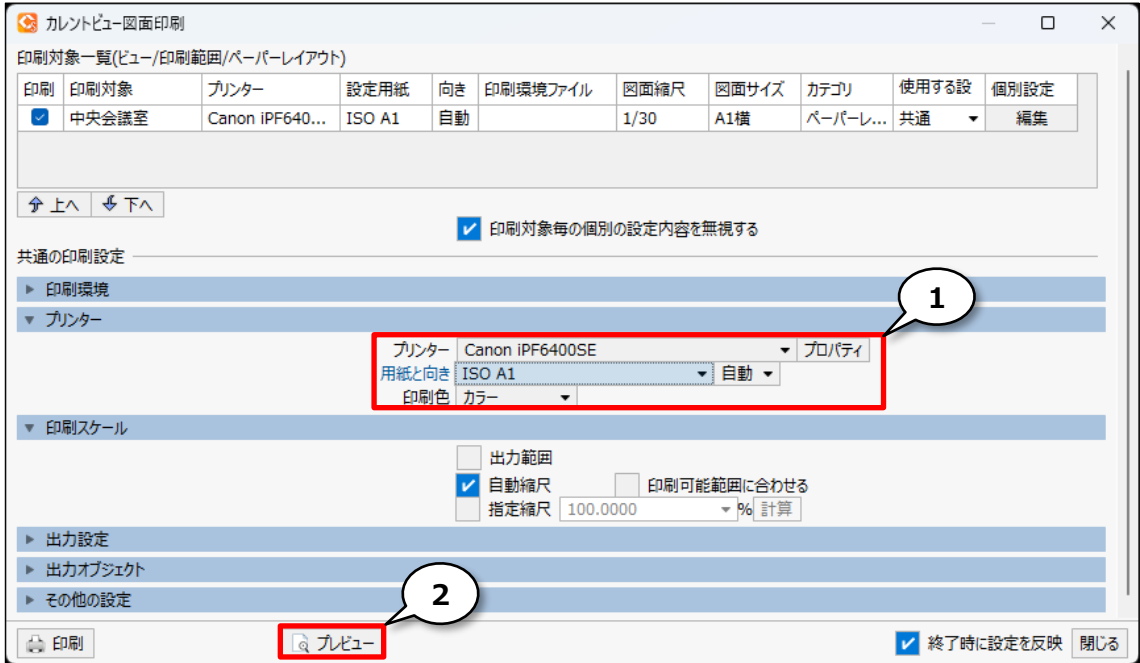 カレントビュー図面印刷
印刷対象一覧(ビュー/印刷範囲/ペーパーレイアウト)
印刷 印刷対象 プリンター 設定用紙 向き 印刷環境ファイル 図面縮尺 図面サイズ カテゴリ 使用する設 個別設定
中央会議室 Canon iPF640... ISO A1 自動 1/30 A1横 ペーパーレ... 共通 編集
上へ 下へ
印刷対象毎の個別の設定内容を無視する
共通の印刷設定
印刷環境
1
プリンター
プリンター Canon iPF6400SE プロパティ
用紙と向き ISO A1 自動
印刷色 カラー
印刷スケール
出力範囲
自動縮尺 印刷可能範囲に合わせる
指定縮尺 100.0000 % 計算
出力設定
出力オブジェクト
2
その他の設定
印刷 プレビュー 終了時に設定を反映 閉じる